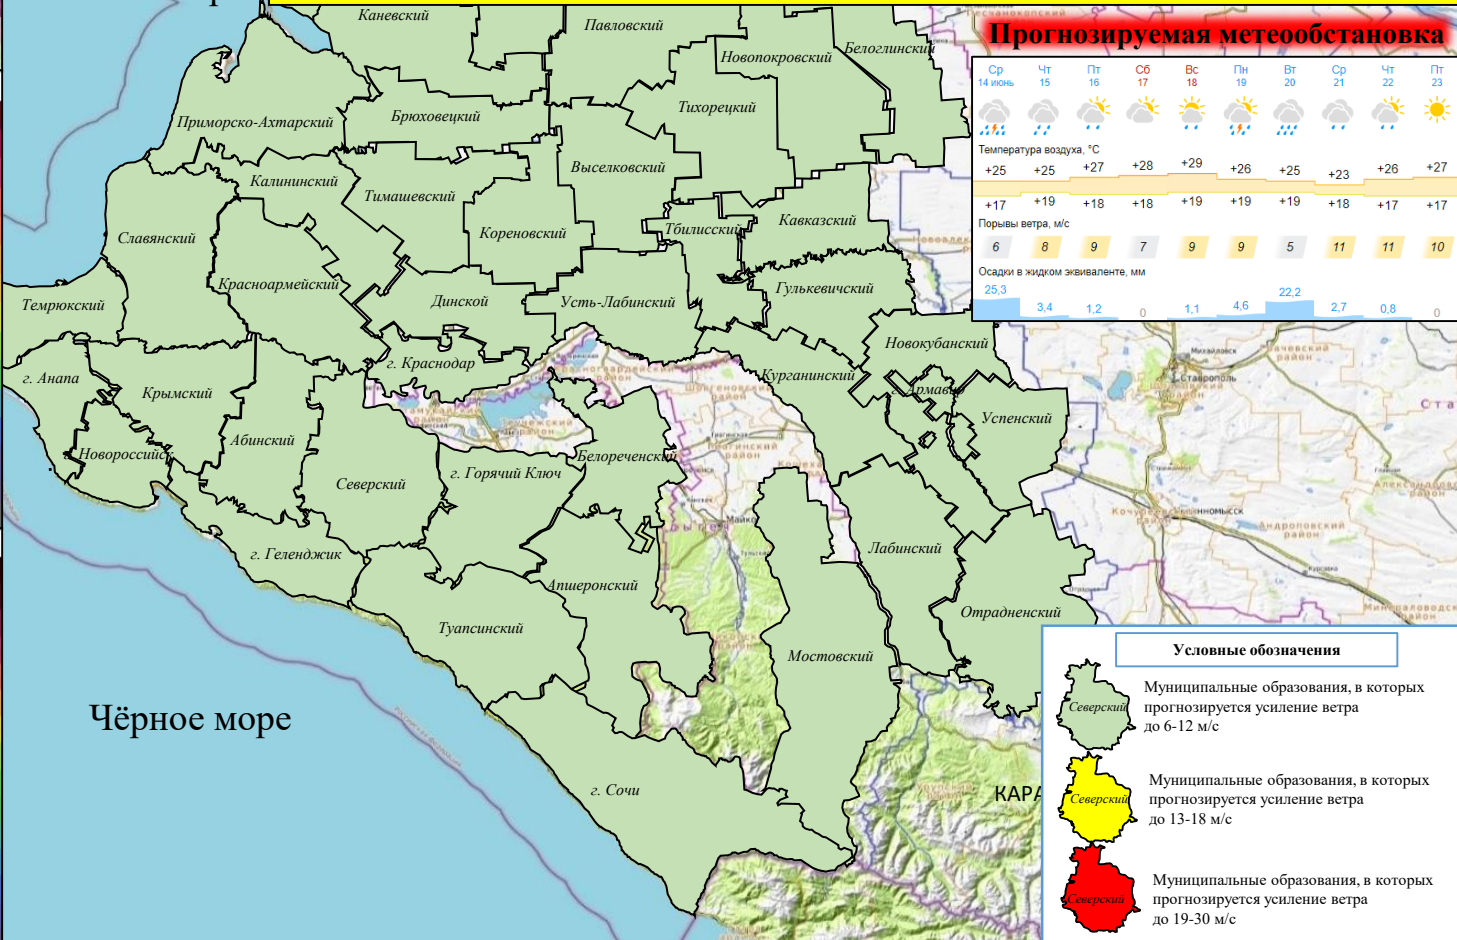 Прогнозируемая метеообстановка
Ср Чт Пт Сб Вс Пн Вт Ср Чт Пт
14 июнь 15 16 17 18 19 20 21 22 23
Температура воздуха, °C
+25 +25 +27 +28 +29 +26 +25 +23 +26 +27
+17 +19 +18 +18 +19 +19 +19 +18 +17 +17
Порывы ветра, м/с
6 8 9 7 9 9 5 11 11 10
Осадки в жидком эквиваленте, мм
25,3 3,4 1,2 0 1,1 4,6 22,2 2,7 0,8 0
Каневский
Павловский
Новопокровский
Белоглинский
Приморско-Ахтарский
Брюховецкий
Тихорецкий
Калининский
Тимашевский
Выселковский
Славянский
Кореновский
Тбилисский
Кавказский
Красноармейский
Темрюкский
Динской
Усть-Лабинский
Гулькевичский
Новокубанский
г. Анапа
Крымский
г. Краснодар
Курганинский
г. Армавир
Успенский
г. Новороссийск
Абинский
Северский
г. Горячий Ключ
Белореченский
г. Геленджик
Апшеронский
Лабинский
Отрадненский
Туапсинский
Мостовский
г. Сочи
Чёрное море
КАРА
Михайловск
Ставрополь
Майко
Андроповский
район
Условные обозначения
Северский
Муниципальные образования, в которых
прогнозируется усиление ветра
до 6-12 м/с
Северский
Муниципальные образования, в которых
прогнозируется усиление ветра
до 13-18 м/с
Северский
Муниципальные образования, в которых
прогнозируется усиление ветра
до 19-30 м/с